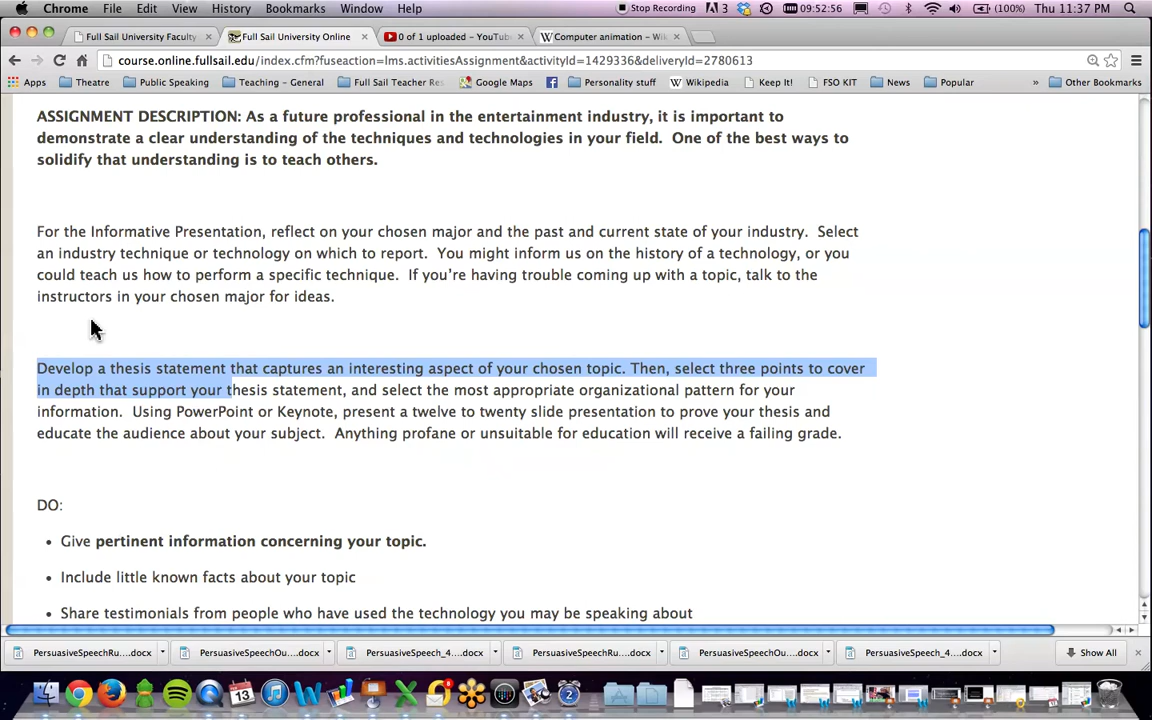 Chrome File Edit View History Bookmarks Window Help Stop Recording 3 09:52:56 (100%) Thu 11:37 PM
Full Sail University Faculty Full Sail University Online 0 of 1 uploaded - YouTub Computer animation - Wik
course.online.fullsail.edu/index.cfm?fuseaction=lms.activitiesAssignment&activityId=1429336&deliveryId=2780613
Apps Theatre Public Speaking Teaching - General Full Sail Teacher Res Google Maps Personality stuff Wikipedia Keep It! FSO KIT News Popular » Other Bookmarks
ASSIGNMENT DESCRIPTION: As a future professional in the entertainment industry, it is important to
demonstrate a clear understanding of the techniques and technologies in your field. One of the best ways to
solidify that understanding is to teach others.
For the Informative Presentation, reflect on your chosen major and the past and current state of your industry. Select
an industry technique or technology on which to report. You might inform us on the history of a technology, or you
could teach us how to perform a specific technique. If you're having trouble coming up with a topic, talk to the
instructors in your chosen major for ideas.
Develop a thesis statement that captures an interesting aspect of your chosen topic. Then, select three points to cover
in depth that support your thesis statement, and select the most appropriate organizational pattern for your
information. Using PowerPoint or Keynote, present a twelve to twenty slide presentation to prove your thesis and
educate the audience about your subject. Anything profane or unsuitable for education will receive a failing grade.
DO:
• Give pertinent information concerning your topic.
• Include little known facts about your topic
• Share testimonials from people who have used the technology you may be speaking about
PersuasiveSpeechRu....docx PersuasiveSpeechOu....docx PersuasiveSpeech_4....docx PersuasiveSpeechRu....docx PersuasiveSpeechOu....docx PersuasiveSpeech_4....docx Show All
13 2